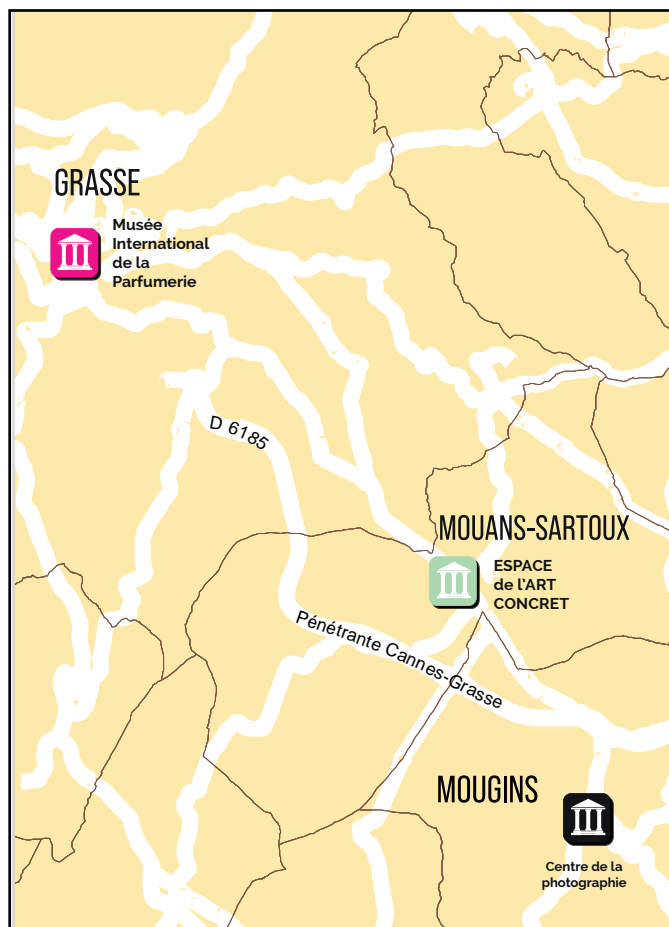 GRASSE
Musée
International
de la
Parfumerie
D 6185
MOUANS-SARTOUX
ESPACE
de l'ART
CONCRET
Pénétrante Cannes-Grasse
MOUGINS
Centre de la
photographie